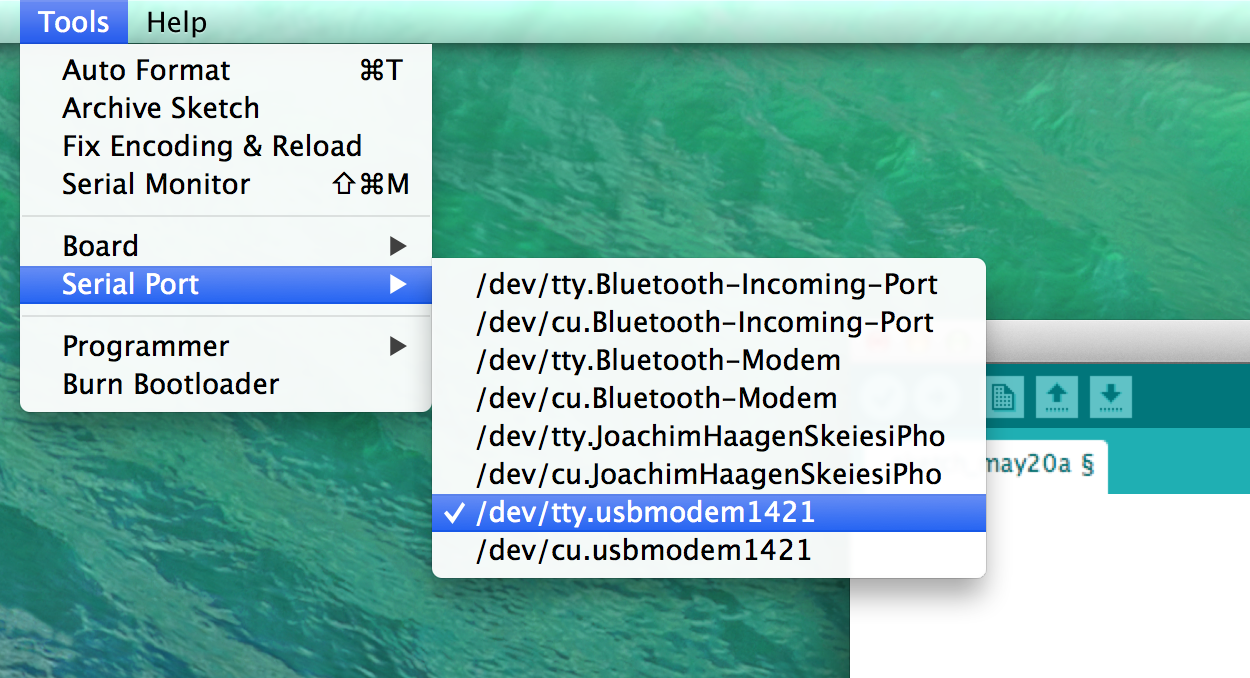 Tools Help
Auto Format ⌘T
Archive Sketch
Fix Encoding & Reload
Serial Monitor ⇧⌘M
Board ▶
Serial Port ▶
Programmer ▶
Burn Bootloader
/dev/tty.Bluetooth-Incoming-Port
/dev/cu.Bluetooth-Incoming-Port
/dev/tty.Bluetooth-Modem
/dev/cu.Bluetooth-Modem
/dev/tty.JoachimHaagenSkeiesiPho
/dev/cu.JoachimHaagenSkeiesiPho
✓ /dev/tty.usbmodem1421
/dev/cu.usbmodem1421
may20a §